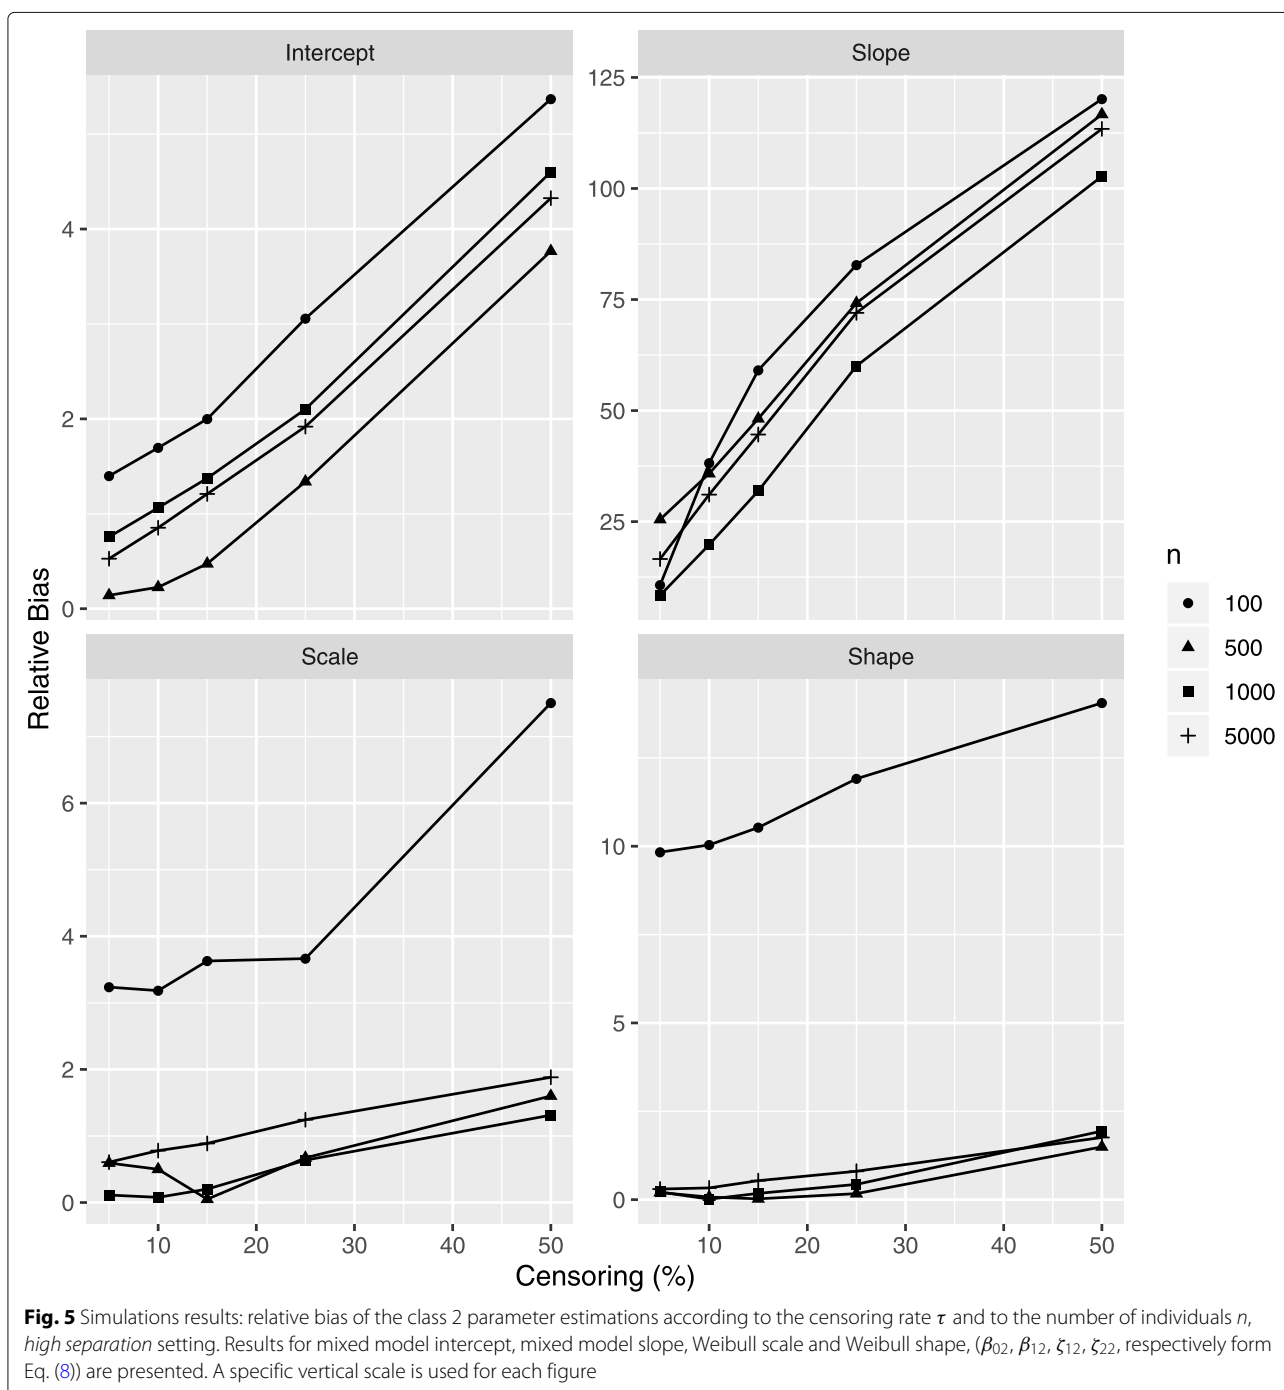 Intercept
Slope
125
100
75
50
25
4
2
0
Relative Bias
n
100
500
1000
5000
Scale
Shape
6
4
2
0
10
5
0
10 20 30 40 50
10 20 30 40 50
Censoring (%)
Fig. 5 Simulations results: relative bias of the class 2 parameter estimations according to the censoring rate τ and to the number of individuals n,
high separation setting. Results for mixed model intercept, mixed model slope, Weibull scale and Weibull shape, (β₀₂, β₁₂, ζ₁₂, ζ₂₂, respectively form
Eq. (8)) are presented. A specific vertical scale is used for each figure